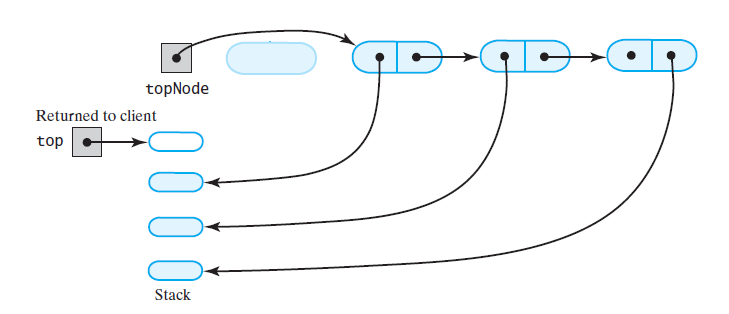 topNode
Returned to client
top
Stack